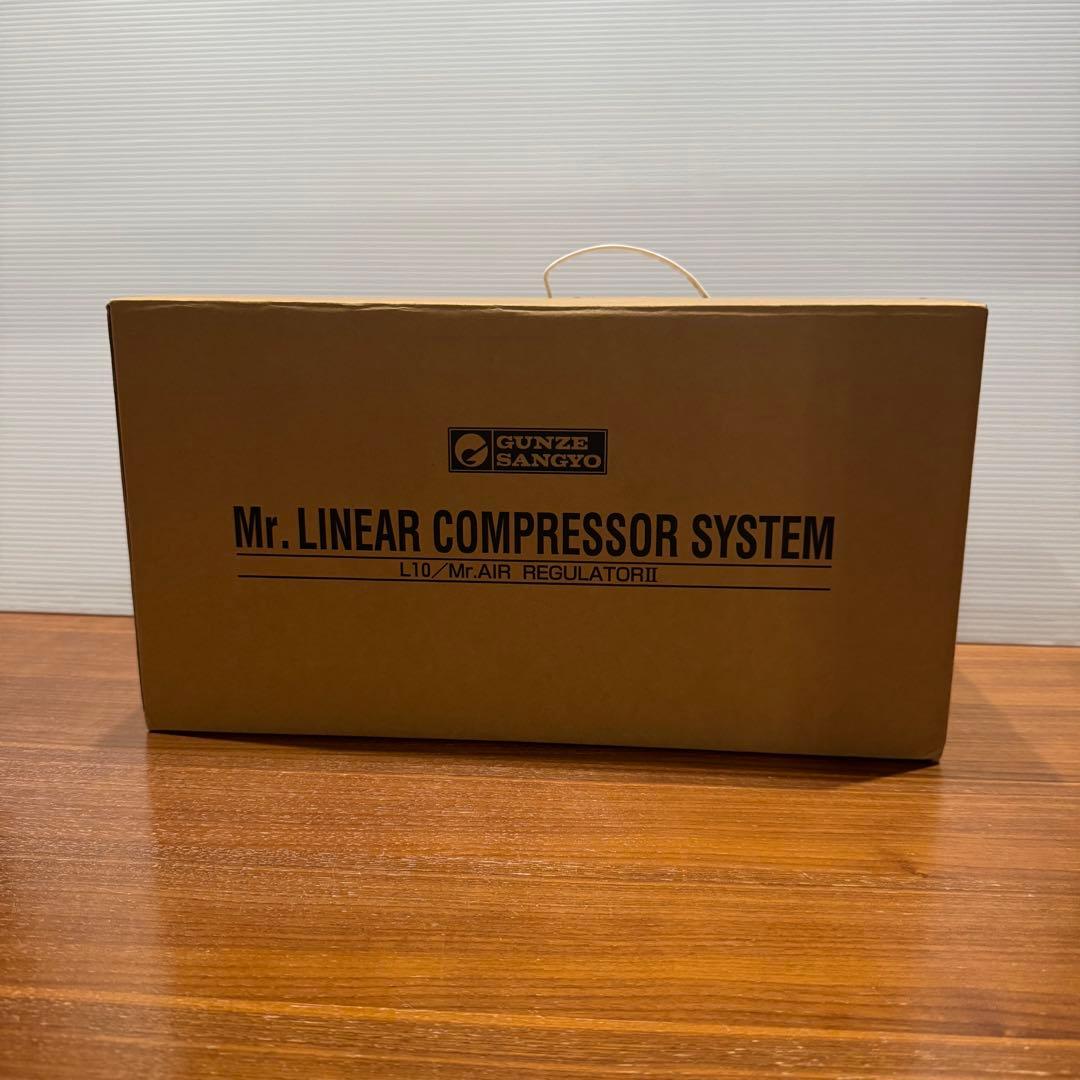 GUNZE
SANGYO
Mr. LINEAR COMPRESSOR SYSTEM
L10/Mr.AIR REGULATORⅡ